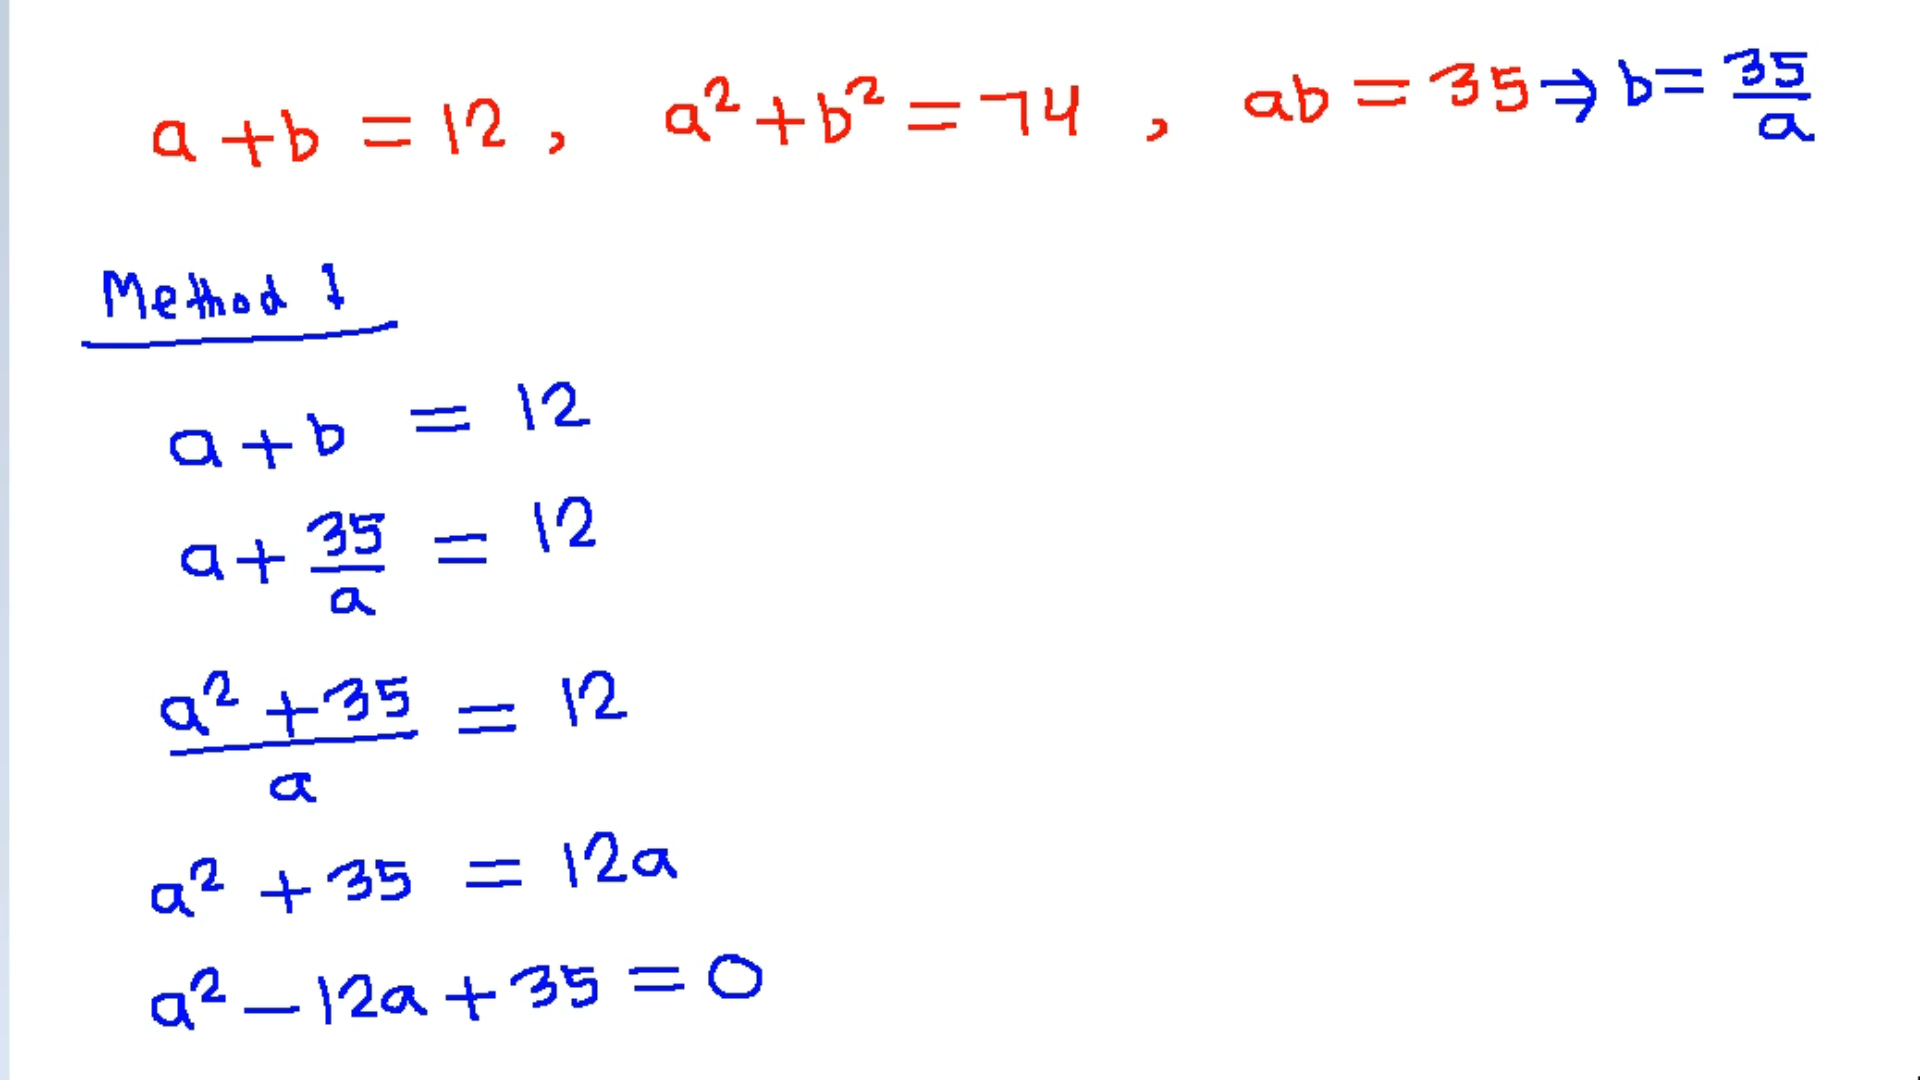 a + b = 12 , a² + b² = 74 , ab = 35 → b = 35/a
Method 1
a + b = 12
a + 35/a = 12
(a² + 35)/a = 12
a² + 35 = 12a
a² - 12a + 35 = 0